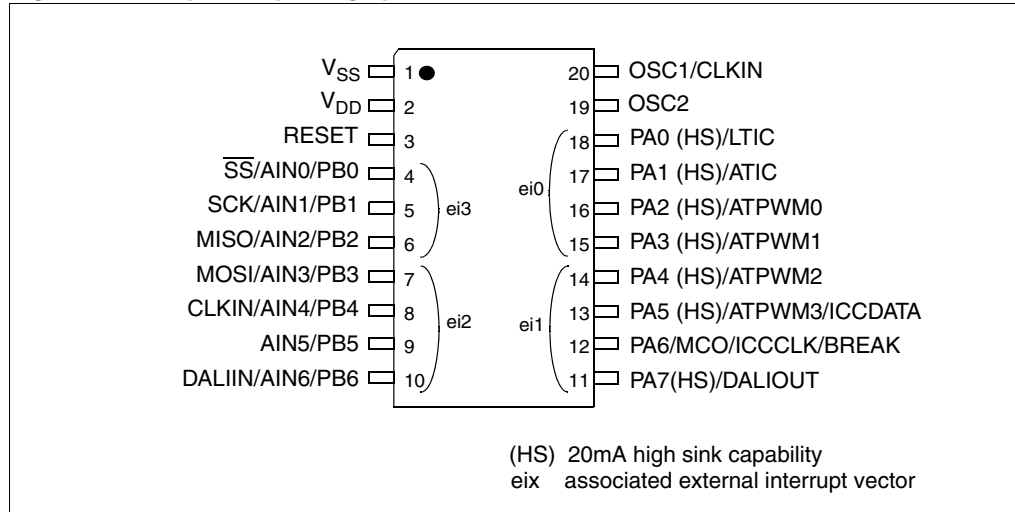 VSS 1 20 OSC1/CLKIN
VDD 2 19 OSC2
RESET 3 18 PA0 (HS)/LTIC
SS/AIN0/PB0 4 17 PA1 (HS)/ATIC
ei3 ei0
SCK/AIN1/PB1 5 16 PA2 (HS)/ATPWM0
MISO/AIN2/PB2 6 15 PA3 (HS)/ATPWM1
MOSI/AIN3/PB3 7 14 PA4 (HS)/ATPWM2
CLKIN/AIN4/PB4 8 13 PA5 (HS)/ATPWM3/ICCDATA
ei2 ei1
AIN5/PB5 9 12 PA6/MCO/ICCCLK/BREAK
DALIIN/AIN6/PB6 10 11 PA7(HS)/DALIOUT
(HS) 20mA high sink capability
eix associated external interrupt vector